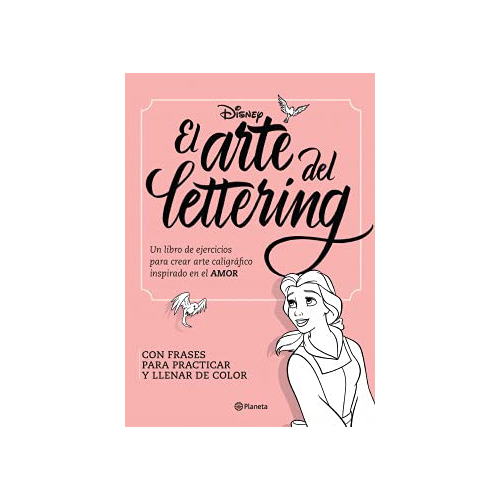 Disney
El arte del
lettering
Un libro de ejercicios
para crear arte caligráfico
inspirado en el AMOR
CON FRASES
PARA PRACTICAR
Y LLENAR DE COLOR
Planeta